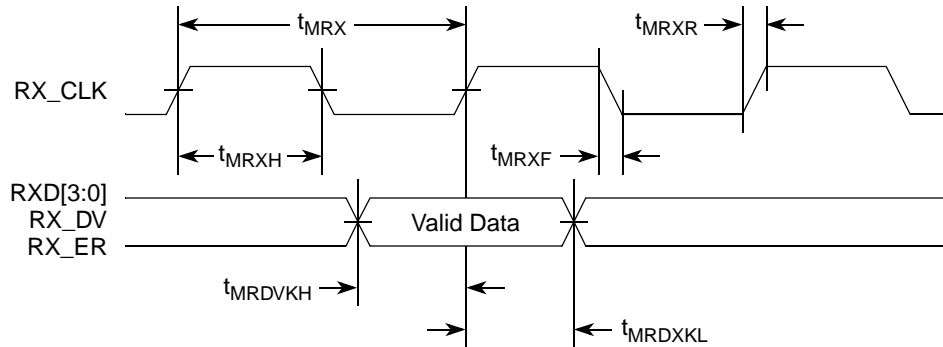 tMRX
tMRXR
RX_CLK
tMRXH
tMRXF
RXD[3:0]
RX_DV
Valid Data
RX_ER
tMRDVKH
tMRDXKL